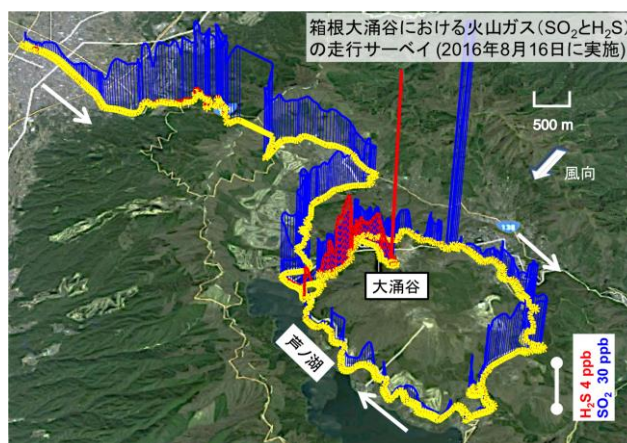 箱根大涌谷における火山ガス(SO2とH2S)
の走行サーベイ (2016年8月16日に実施)
500 m
風向
138
大涌谷
芦ノ湖
H2S 4 ppb
SO2 30 ppb